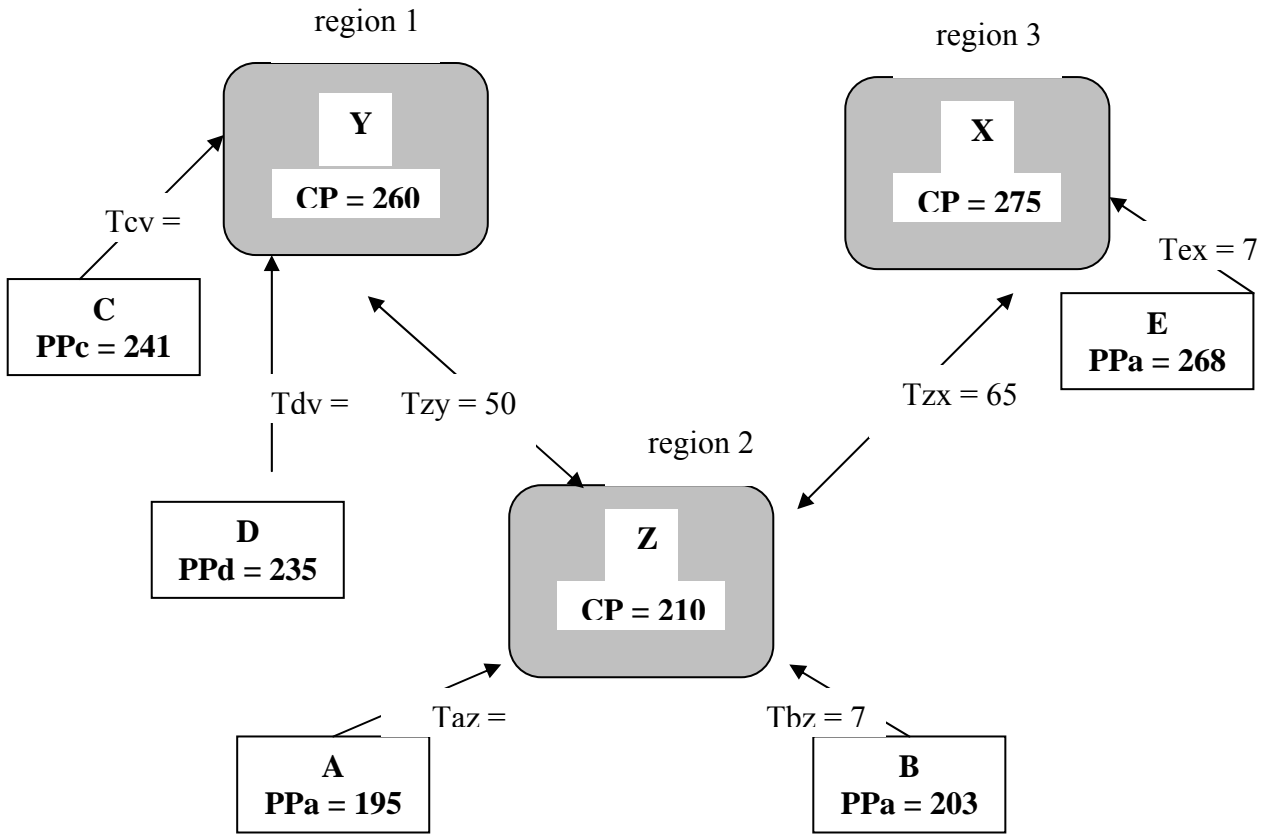 region 1
region 3
Y
CP = 260
X
CP = 275
Tcv =
Tex = 7
C
PPc = 241
E
PPa = 268
Tdv =
Tzy = 50
Tzx = 65
region 2
D
PPd = 235
Z
CP = 210
Taz =
Tbz = 7
A
PPa = 195
B
PPa = 203